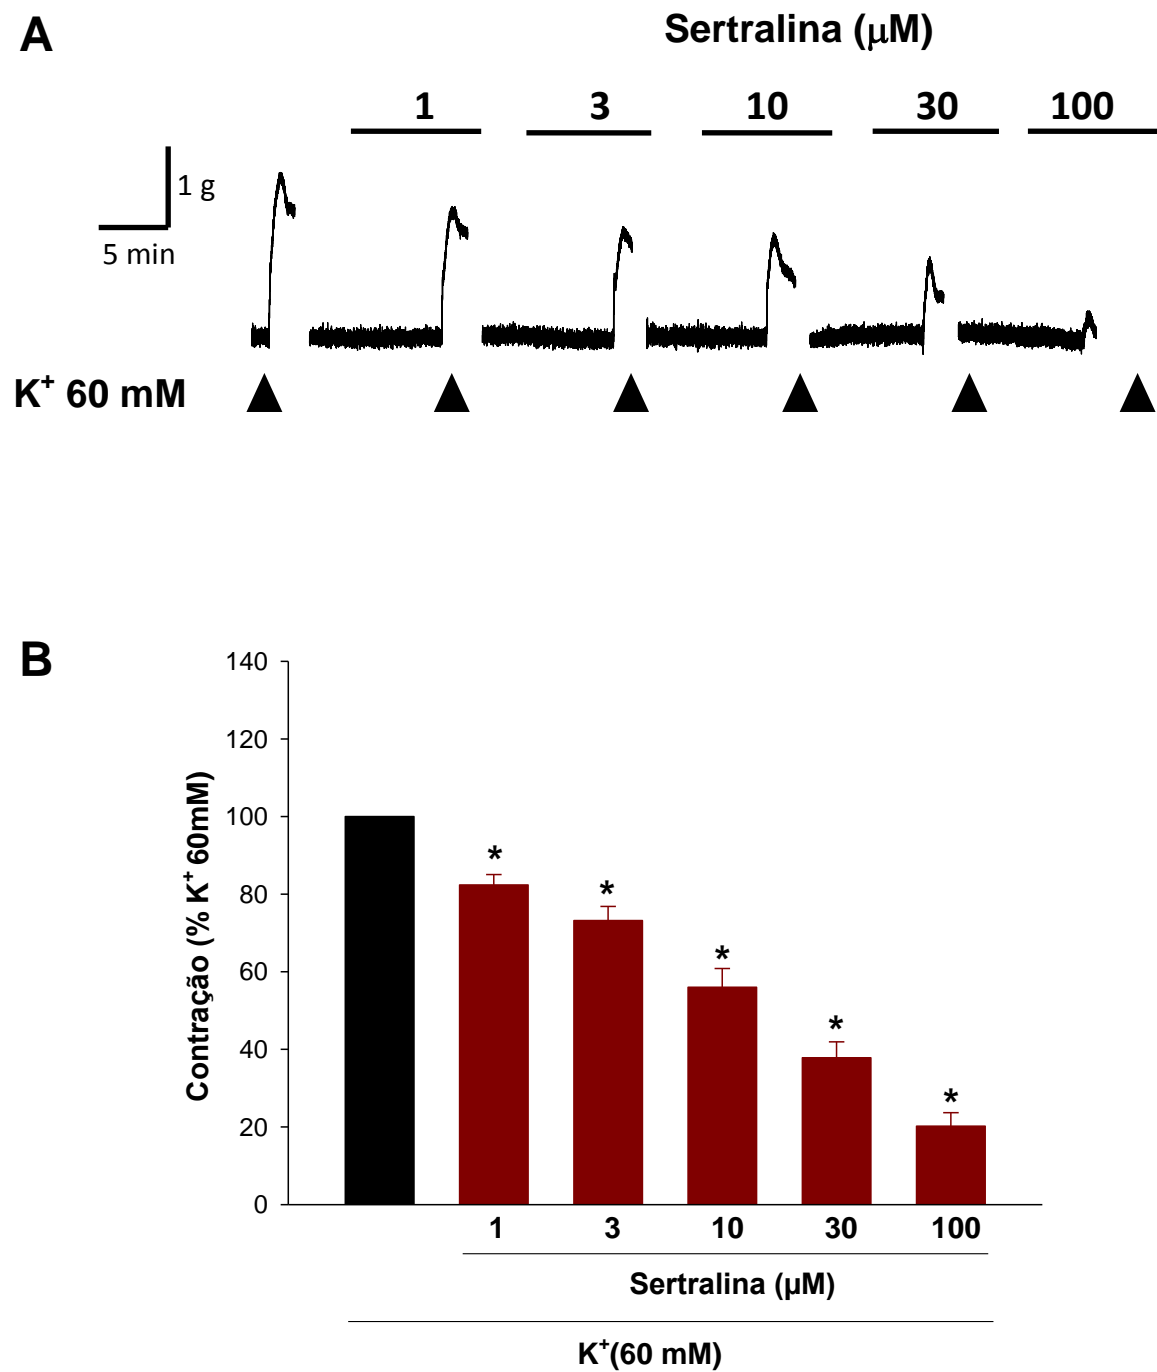 A
Sertralina (μM)
1 3 10 30 100
1 g
5 min
K⁺ 60 mM
B
140
120
100
80
60
40
20
0
Contração (% K⁺ 60mM)
* * * * *
1 3 10 30 100
Sertralina (µM)
K⁺(60 mM)